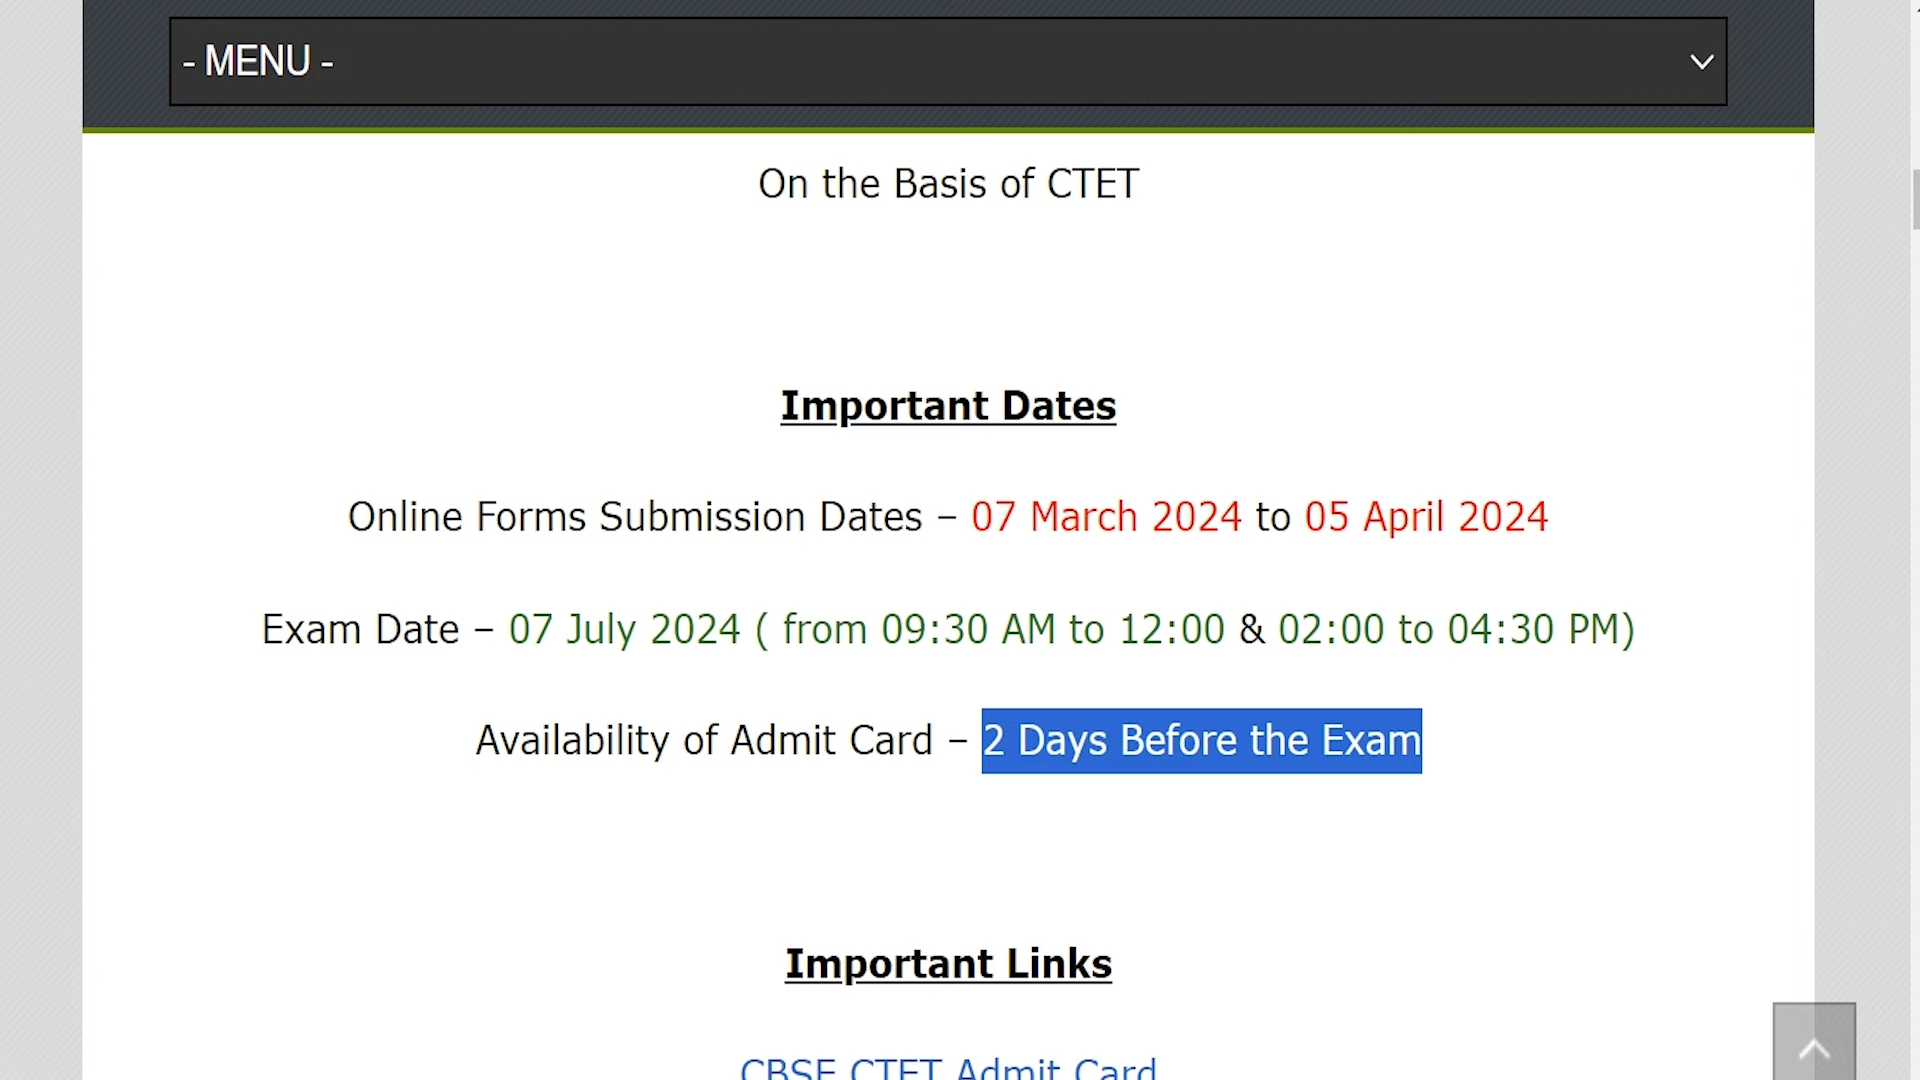 - MENU -
On the Basis of CTET
Important Dates
Online Forms Submission Dates – 07 March 2024 to 05 April 2024
Exam Date – 07 July 2024 ( from 09:30 AM to 12:00 & 02:00 to 04:30 PM)
Availability of Admit Card – 2 Days Before the Exam
Important Links
CBSE CTET Admit Card